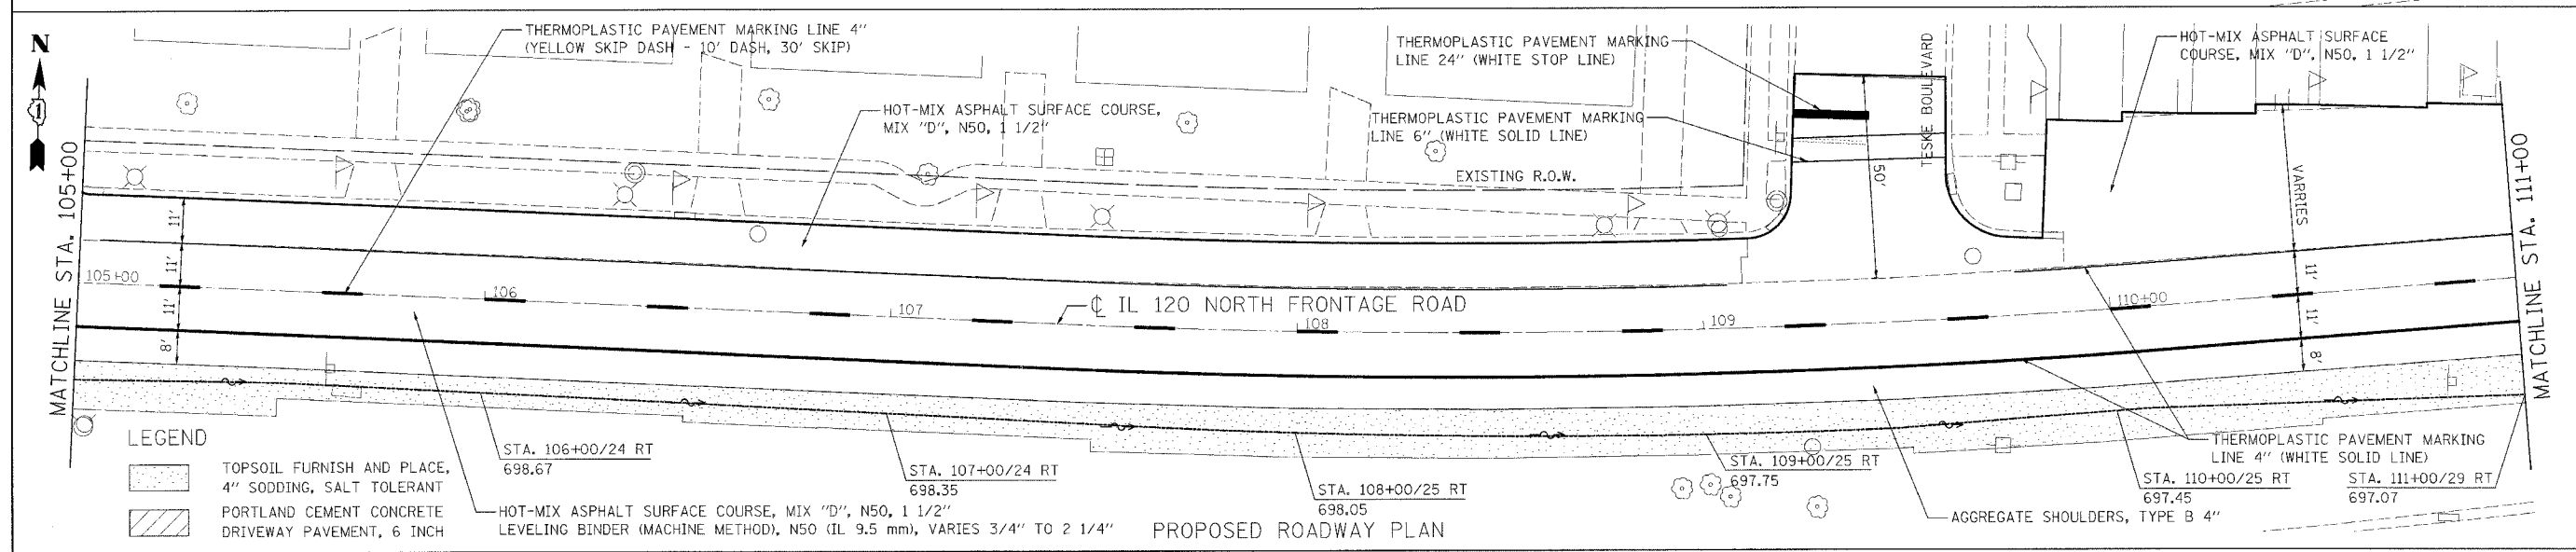 N
1
MATCHLINE STA. 105+00
THERMOPLASTIC PAVEMENT MARKING LINE 4"
(YELLOW SKIP DASH - 10' DASH, 30' SKIP)
HOT-MIX ASPHALT SURFACE COURSE,
MIX "D", N50, 1 1/2"
THERMOPLASTIC PAVEMENT MARKING
LINE 24" (WHITE STOP LINE)
THERMOPLASTIC PAVEMENT MARKING
LINE 6" (WHITE SOLID LINE)
EXISTING R.O.W.
TESKE BOULEVARD
50'
HOT-MIX ASPHALT SURFACE
COURSE, MIX "D", N50, 1 1/2"
VARIES
MATCHLINE STA. 111+00
11'
11'
11'
8'
105+00
106
107
℄ IL 120 NORTH FRONTAGE ROAD
108
109
110+00
11'
11'
8'
LEGEND
TOPSOIL FURNISH AND PLACE,
4" SODDING, SALT TOLERANT
PORTLAND CEMENT CONCRETE
DRIVEWAY PAVEMENT, 6 INCH
STA. 106+00/24 RT
698.67
STA. 107+00/24 RT
698.35
STA. 108+00/25 RT
698.05
STA. 109+00/25 RT
697.75
THERMOPLASTIC PAVEMENT MARKING
LINE 4" (WHITE SOLID LINE)
STA. 110+00/25 RT
697.45
STA. 111+00/29 RT
697.07
HOT-MIX ASPHALT SURFACE COURSE, MIX "D", N50, 1 1/2"
LEVELING BINDER (MACHINE METHOD), N50 (IL 9.5 mm), VARIES 3/4" TO 2 1/4"
PROPOSED ROADWAY PLAN
AGGREGATE SHOULDERS, TYPE B 4"